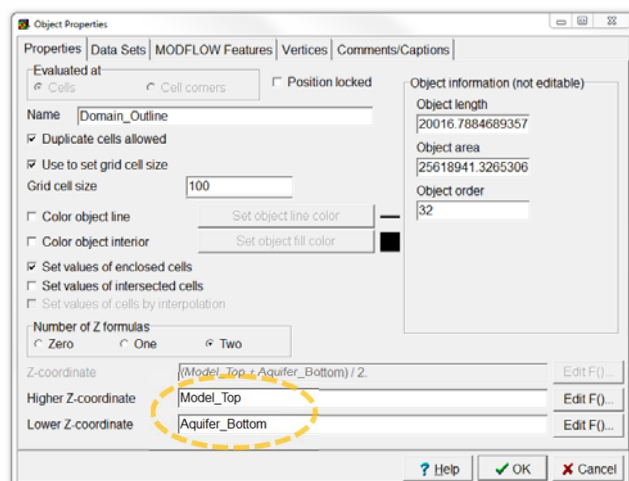 Object Properties
Properties Data Sets MODFLOW Features Vertices Comments/Captions
Evaluated at
Cells Cell corners
Position locked
Name Domain_Outline
Duplicate cells allowed
Use to set grid cell size
Grid cell size 100
Color object line Set object line color
Color object interior Set object fill color
Set values of enclosed cells
Set values of intersected cells
Set values of cells by interpolation
Number of Z formulas
Zero One Two
Object information (not editable)
Object length
20016.7884689357
Object area
25618941.3265306
Object order
32
Z-coordinate (Model_Top + Aquifer_Bottom) / 2. Edit F()...
Higher Z-coordinate Model_Top Edit F()...
Lower Z-coordinate Aquifer_Bottom Edit F()...
? Help OK Cancel